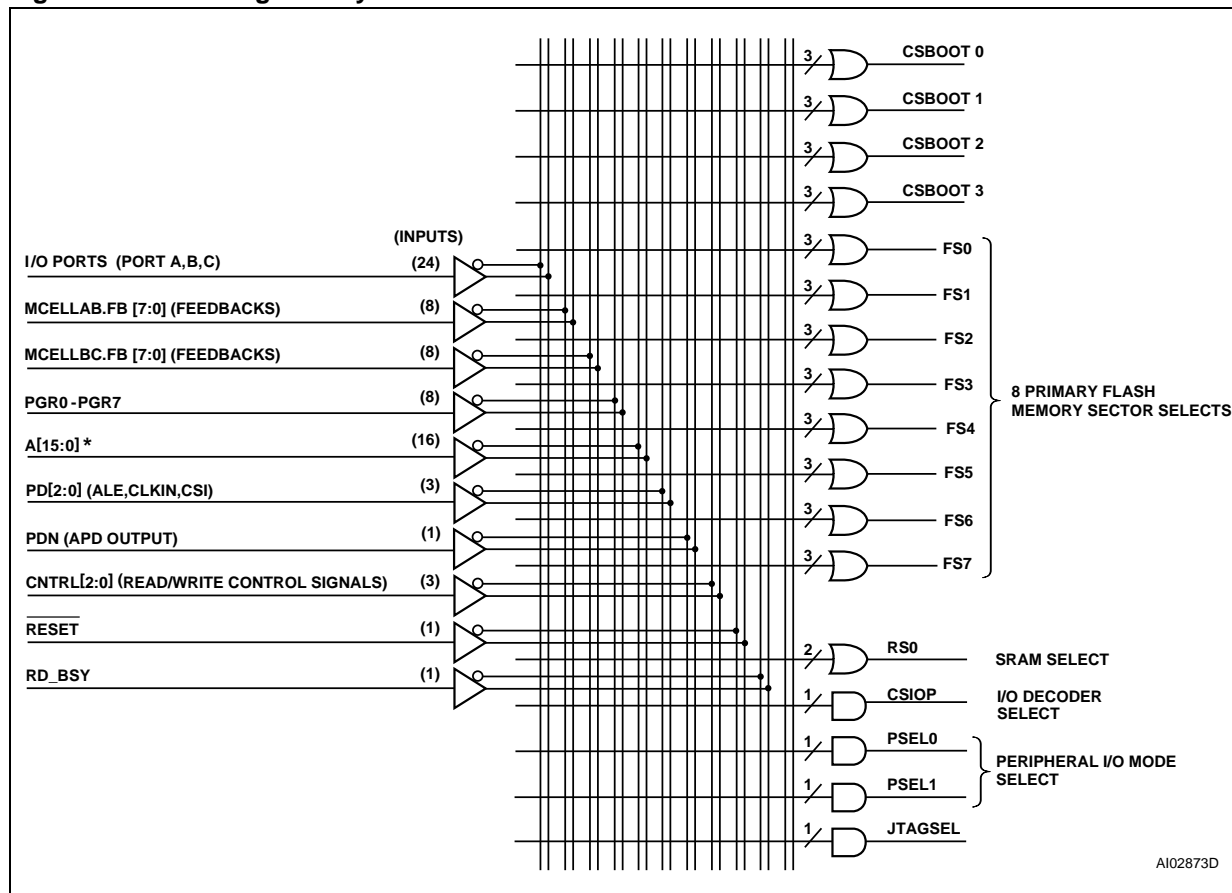 CSBOOT 0
3
CSBOOT 1
3
CSBOOT 2
3
CSBOOT 3
3
(INPUTS)
I/O PORTS (PORT A,B,C) (24)
MCELLAB.FB [7:0] (FEEDBACKS) (8)
MCELLBC.FB [7:0] (FEEDBACKS) (8)
PGR0 -PGR7 (8)
A[15:0] * (16)
PD[2:0] (ALE,CLKIN,CSI) (3)
PDN (APD OUTPUT) (1)
CNTRL[2:0] (READ/WRITE CONTROL SIGNALS) (3)
RESET (1)
RD_BSY (1)
3 FS0
3 FS1
3 FS2
3 FS3
3 FS4
3 FS5
3 FS6
3 FS7
8 PRIMARY FLASH
MEMORY SECTOR SELECTS
2 RS0 SRAM SELECT
1 CSIOP I/O DECODER
SELECT
1 PSEL0
1 PSEL1
PERIPHERAL I/O MODE
SELECT
1 JTAGSEL
AI02873D